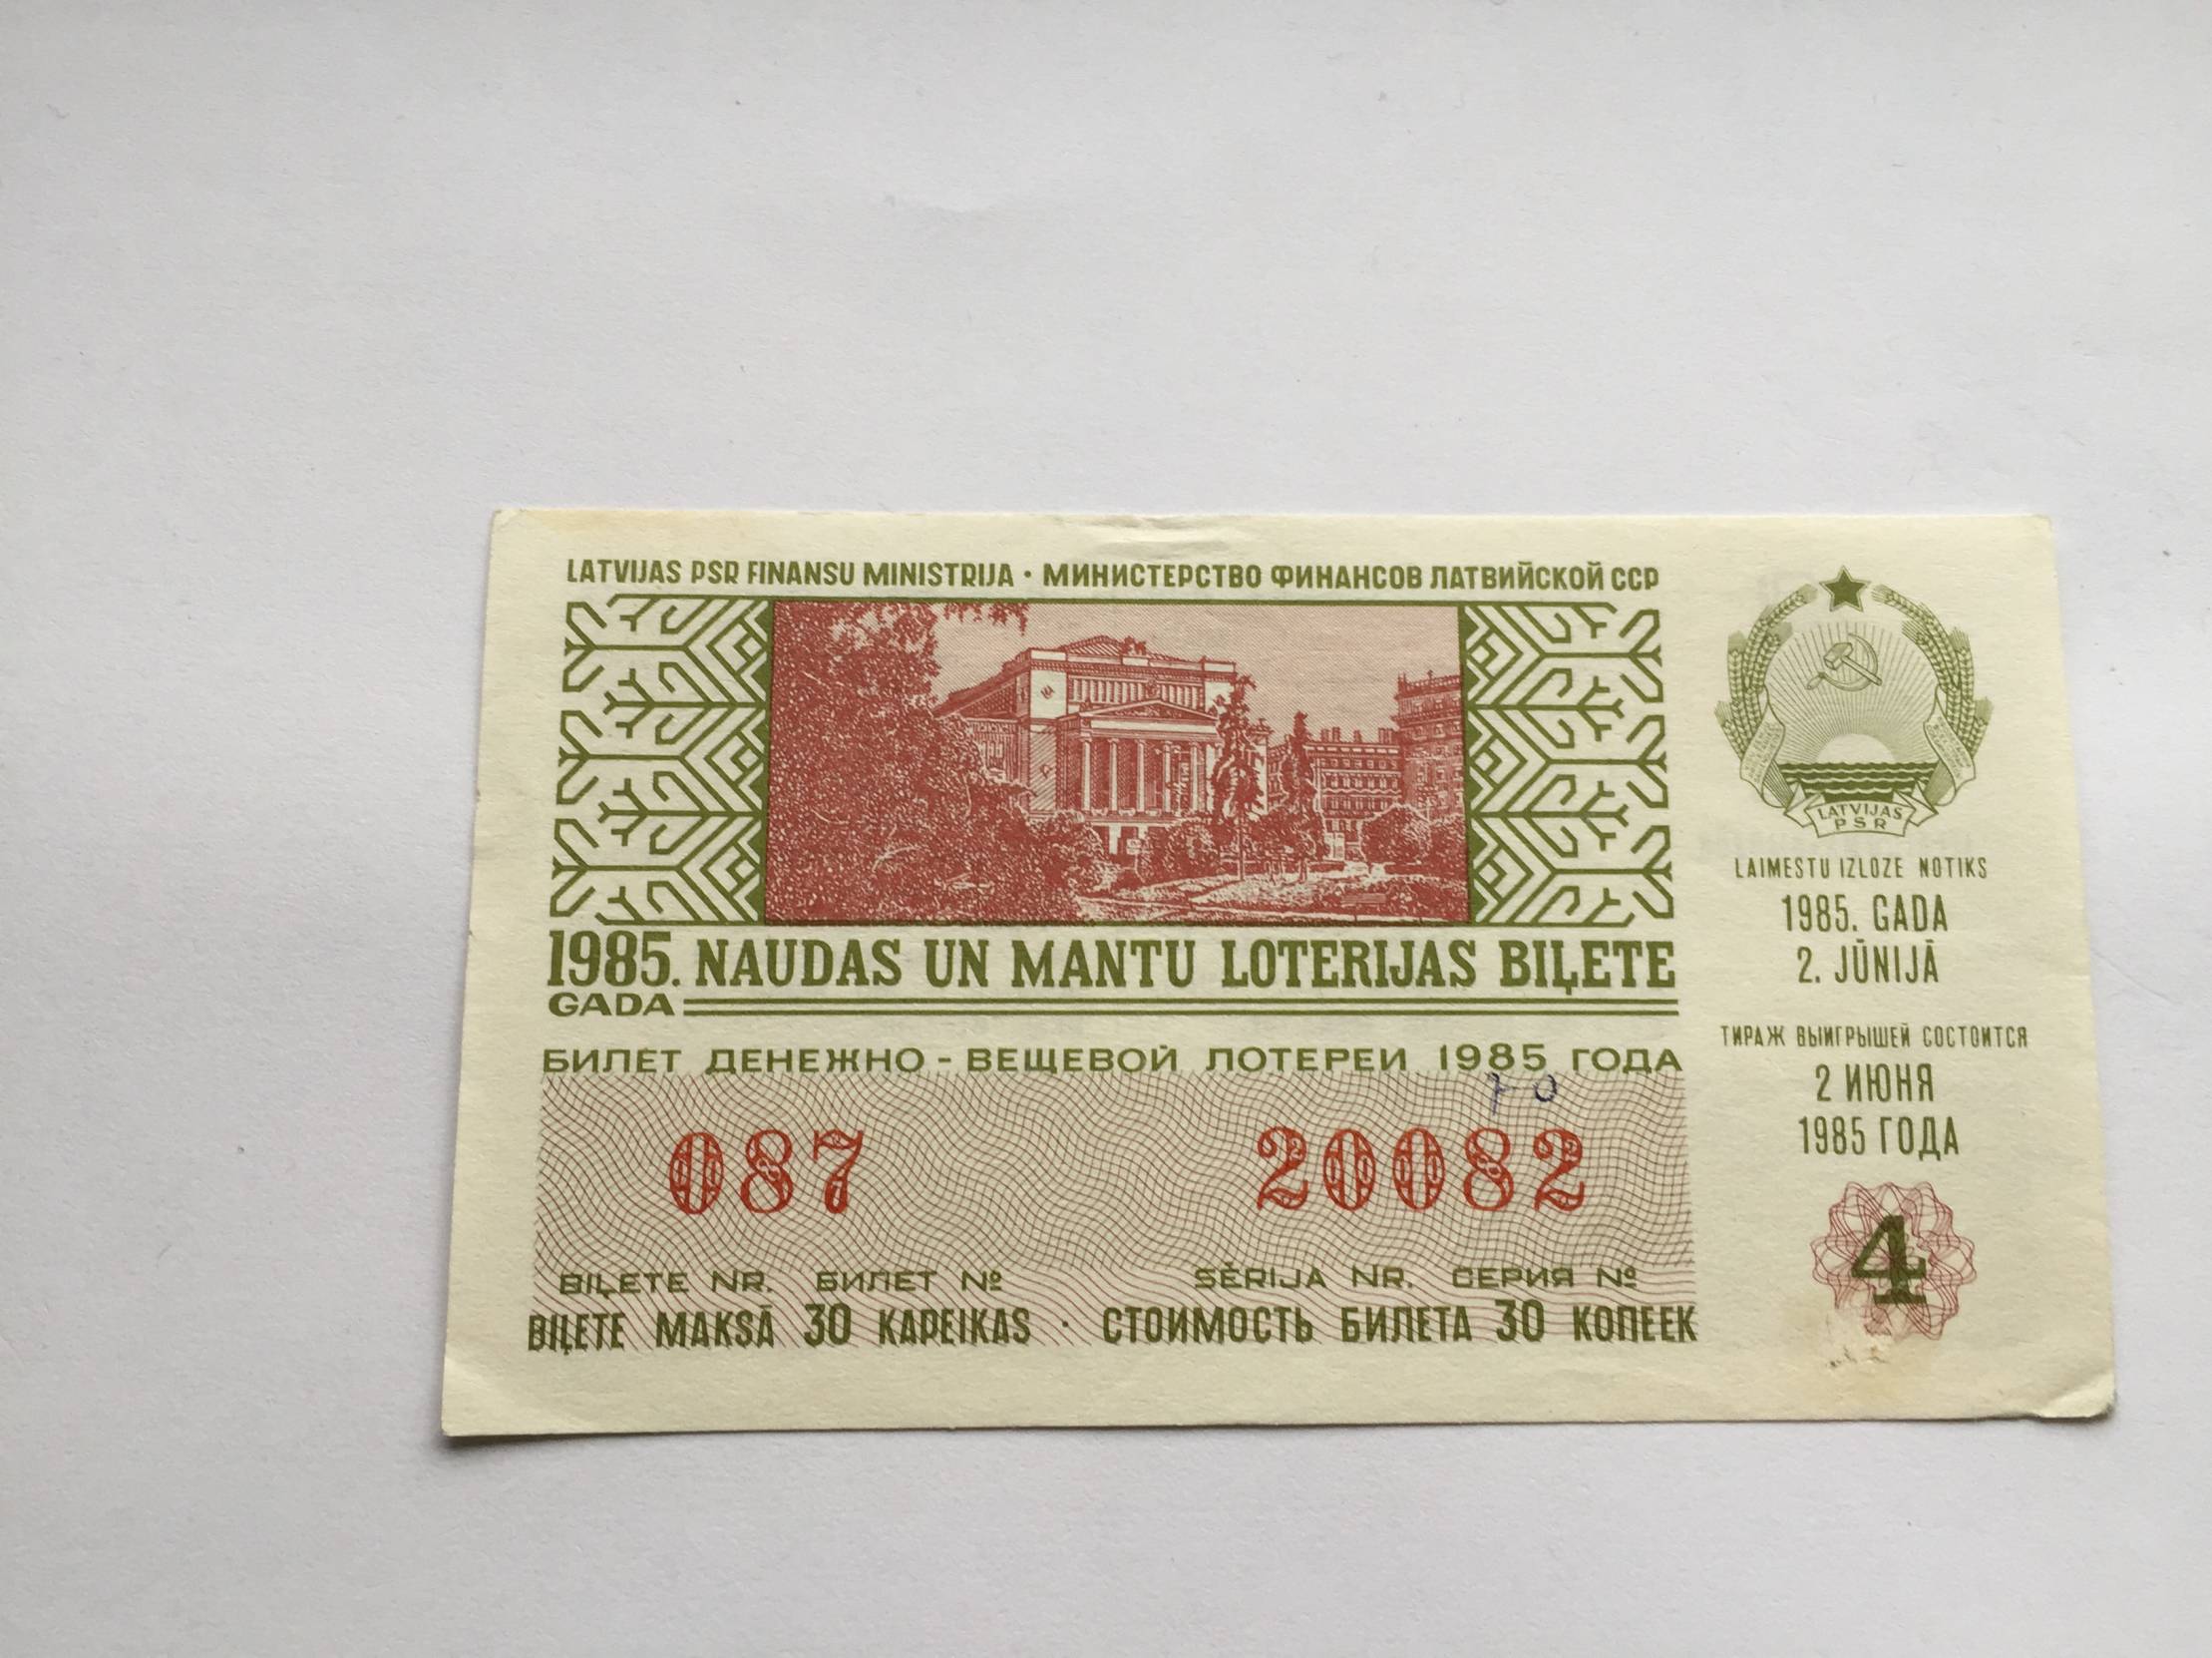 LATVIJAS PSR FINANSU MINISTRIJA • МИНИСТЕРСТВО ФИНАНСОВ ЛАТВИЙСКОЙ ССР
1985. GADA NAUDAS UN MANTU LOTERIJAS BIĻETE
БИЛЕТ ДЕНЕЖНО - ВЕЩЕВОЙ ЛОТЕРЕИ 1985 ГОДА
70
087 20082
BIĻETE NR. БИЛЕТ № SĒRIJA NR. СЕРИЯ №
BIĻETE MAKSĀ 30 KAPEIKAS · СТОИМОСТЬ БИЛЕТА 30 КОПЕЕК
LATVIJAS
PSR
LAIMESTU IZLOZE NOTIKS
1985. GADA
2. JŪNIJĀ
ТИРАЖ ВЫИГРЫШЕЙ СОСТОИТСЯ
2 ИЮНЯ
1985 ГОДА
4